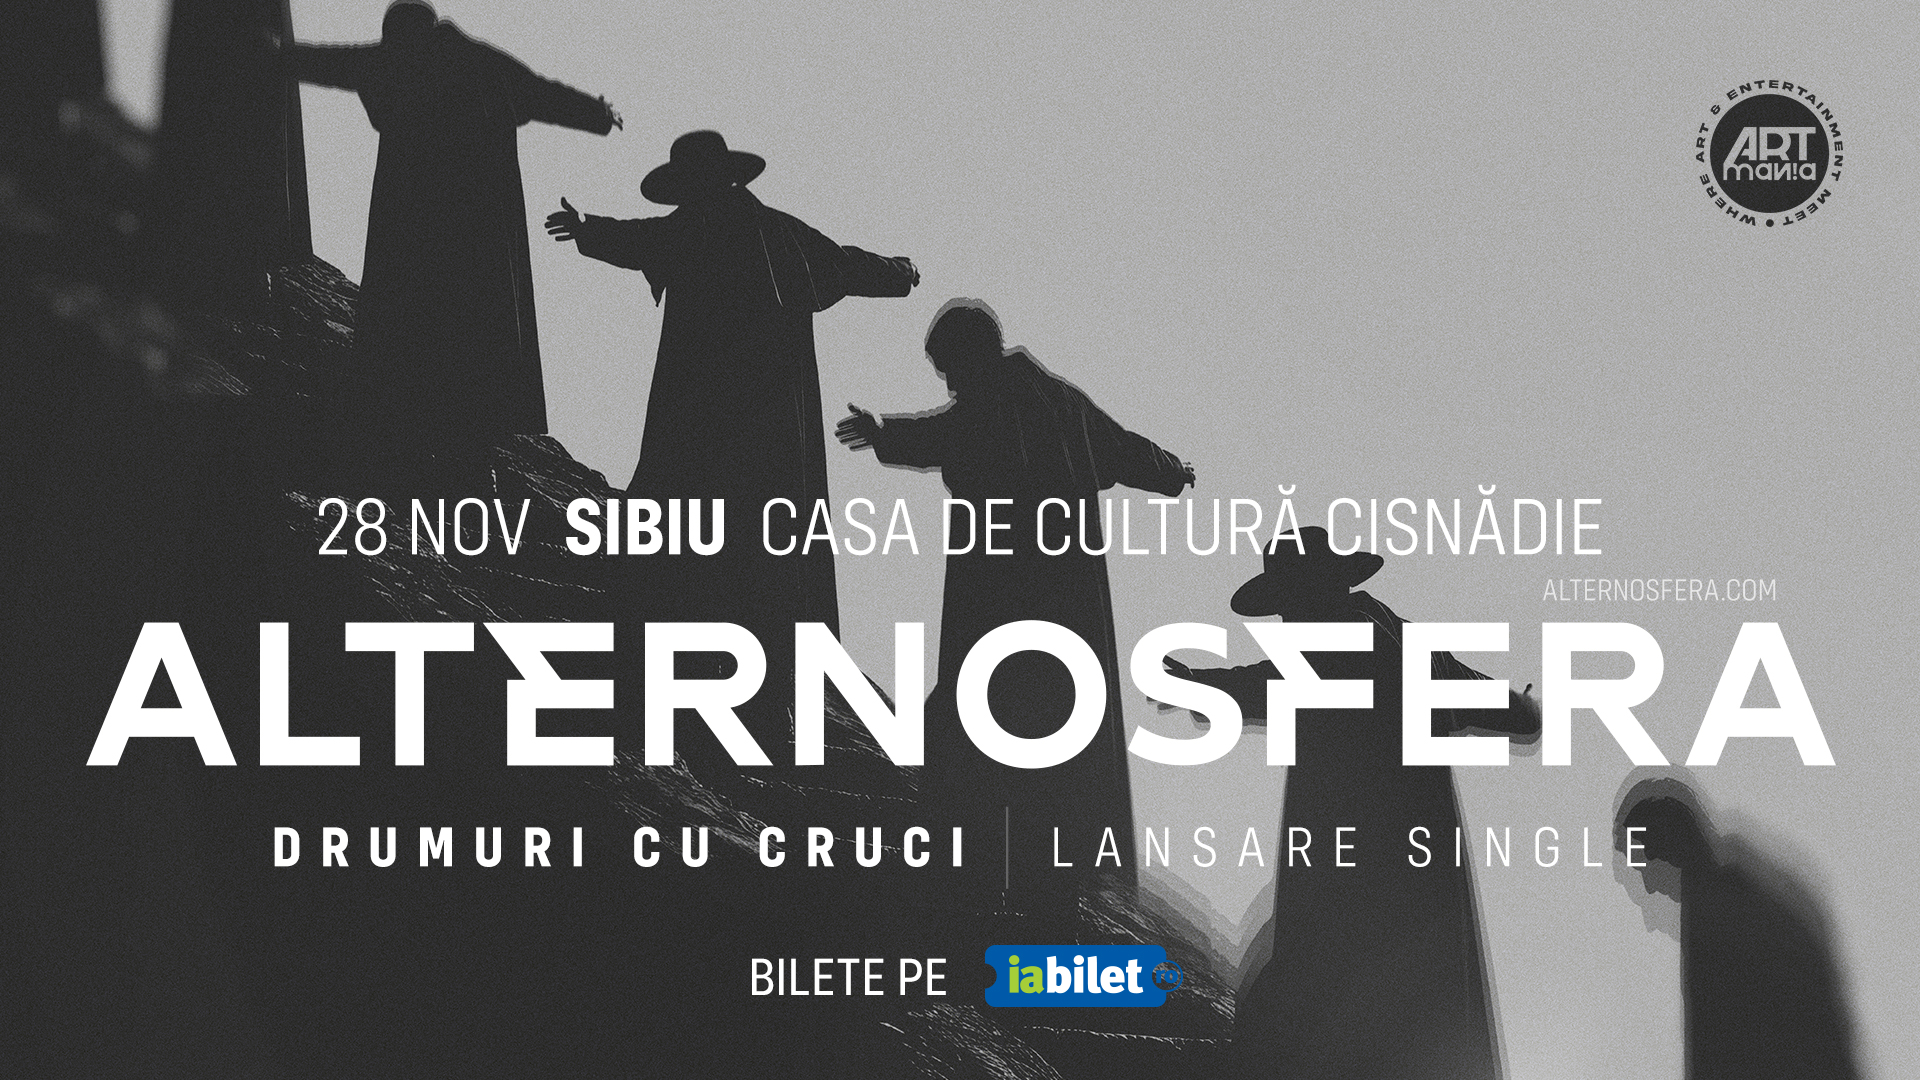 WHERE ART & ENTERTAINMENT MEET •
ART
mania
28 NOV SIBIU CASA DE CULTURĂ CISNĂDIE
ALTERNOSFERA.COM
ALTERNOSFERA
DRUMURI CU CRUCI | LANSARE SINGLE
BILETE PE iabilet.ro